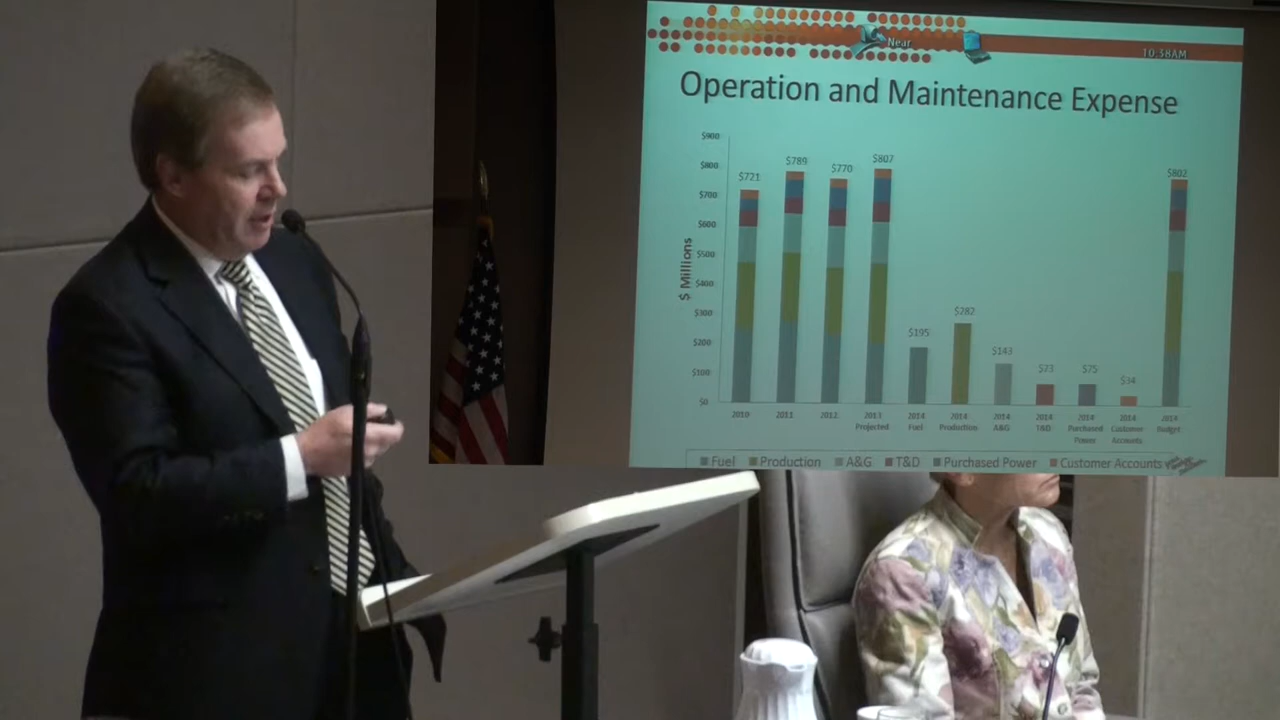 Near
10:38AM
Operation and Maintenance Expense
$ Millions
$900
$800
$700
$600
$500
$400
$300
$200
$100
$0
$721
$789
$770
$807
$195
$282
$143
$73
$75
$34
$802
2010
2011
2012
2013
Projected
2014
Fuel
2014
Production
2014
A&G
2014
T&D
2014
Purchased
Power
2014
Customer
Accounts
2014
Budget
Fuel Production A&G T&D Purchased Power Customer Accounts